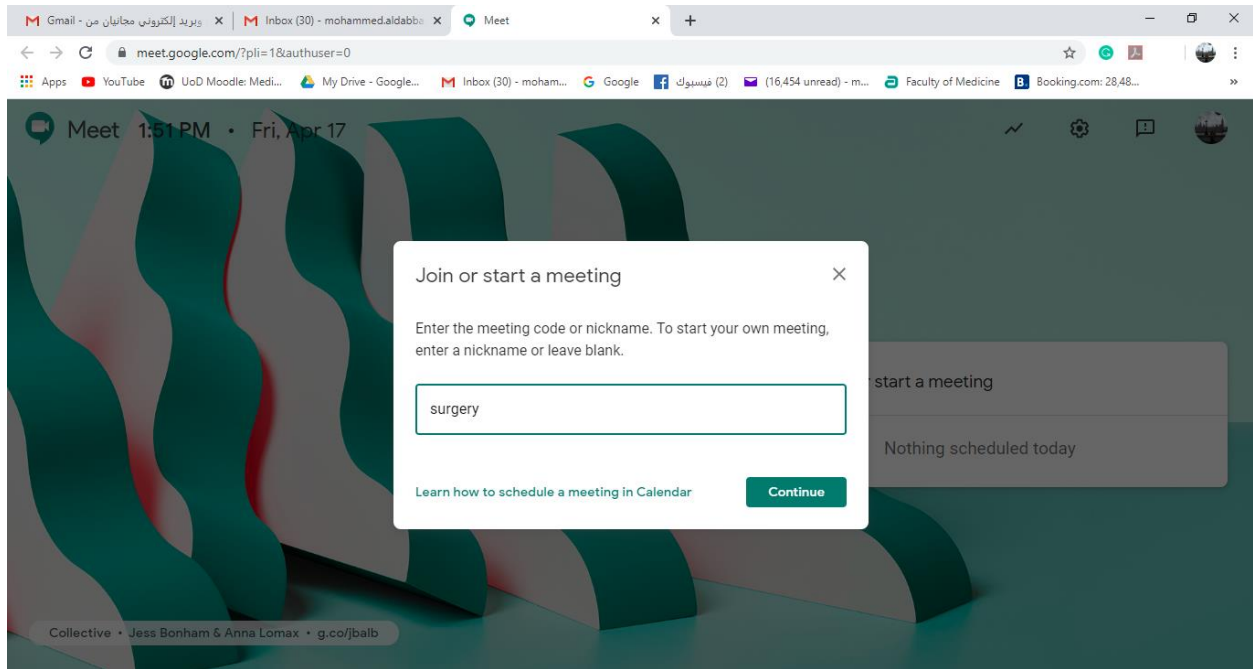 Gmail - وبريد إلكتروني مجانيان من
Inbox (30) - mohammed.aldabba
Meet
meet.google.com/?pli=1&authuser=0
Apps
YouTube
UoD Moodle: Medi...
My Drive - Google...
Inbox (30) - moham...
Google
(2) فيسبوك
(16,454 unread) - m...
Faculty of Medicine
Booking.com: 28,48...
Meet 1:51 PM • Fri, Apr 17
Join or start a meeting
Enter the meeting code or nickname. To start your own meeting,
enter a nickname or leave blank.
surgery
Learn how to schedule a meeting in Calendar
Continue
start a meeting
Nothing scheduled today
Collective • Jess Bonham & Anna Lomax • g.co/jbalb